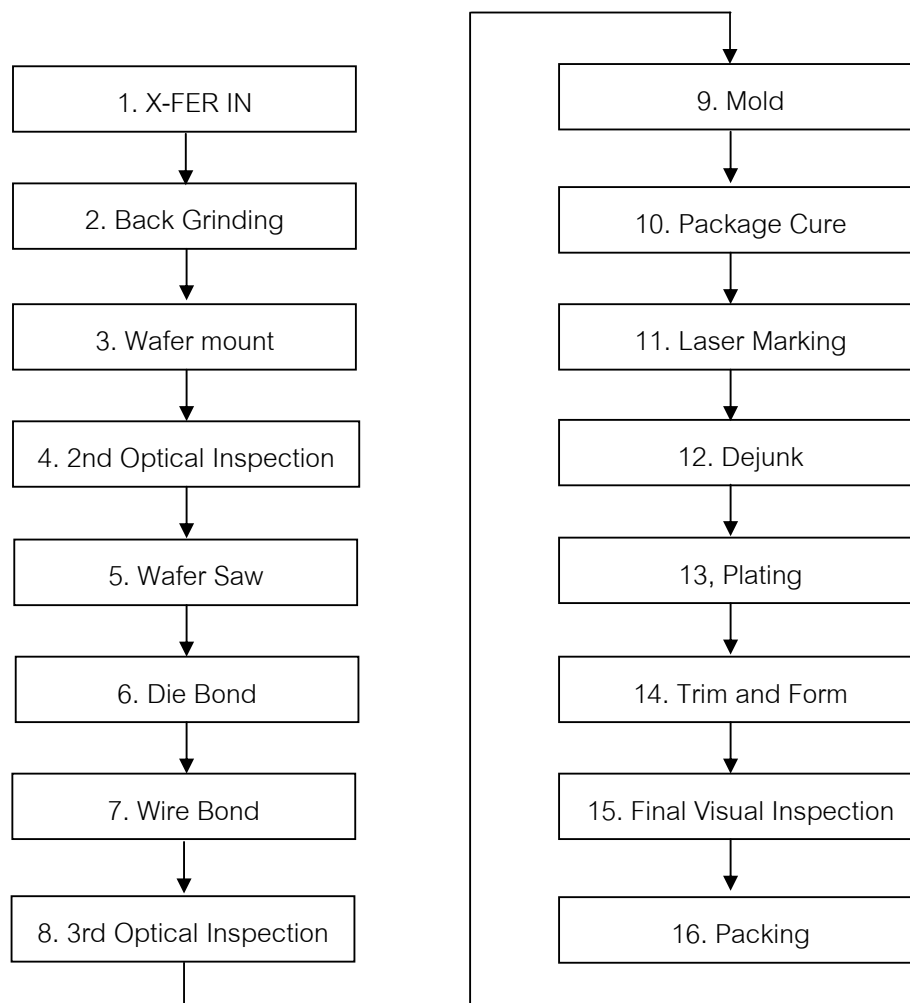 1. X-FER IN
2. Back Grinding
3. Wafer mount
4. 2nd Optical Inspection
5. Wafer Saw
6. Die Bond
7. Wire Bond
8. 3rd Optical Inspection
9. Mold
10. Package Cure
11. Laser Marking
12. Dejunk
13, Plating
14. Trim and Form
15. Final Visual Inspection
16. Packing